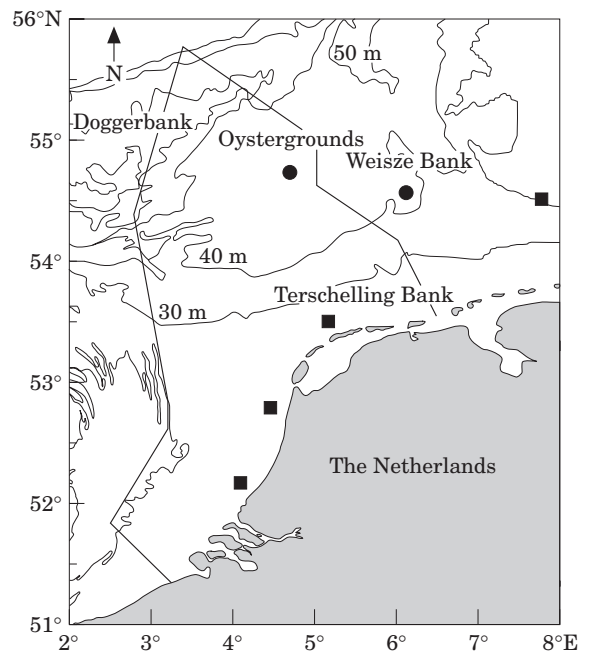 56°N
50 m
N
Doggerbank
55°
Oystergrounds
Weisze Bank
40 m
54°
Terschelling Bank
30 m
53°
The Netherlands
52°
51°
2° 3° 4° 5° 6° 7° 8°E